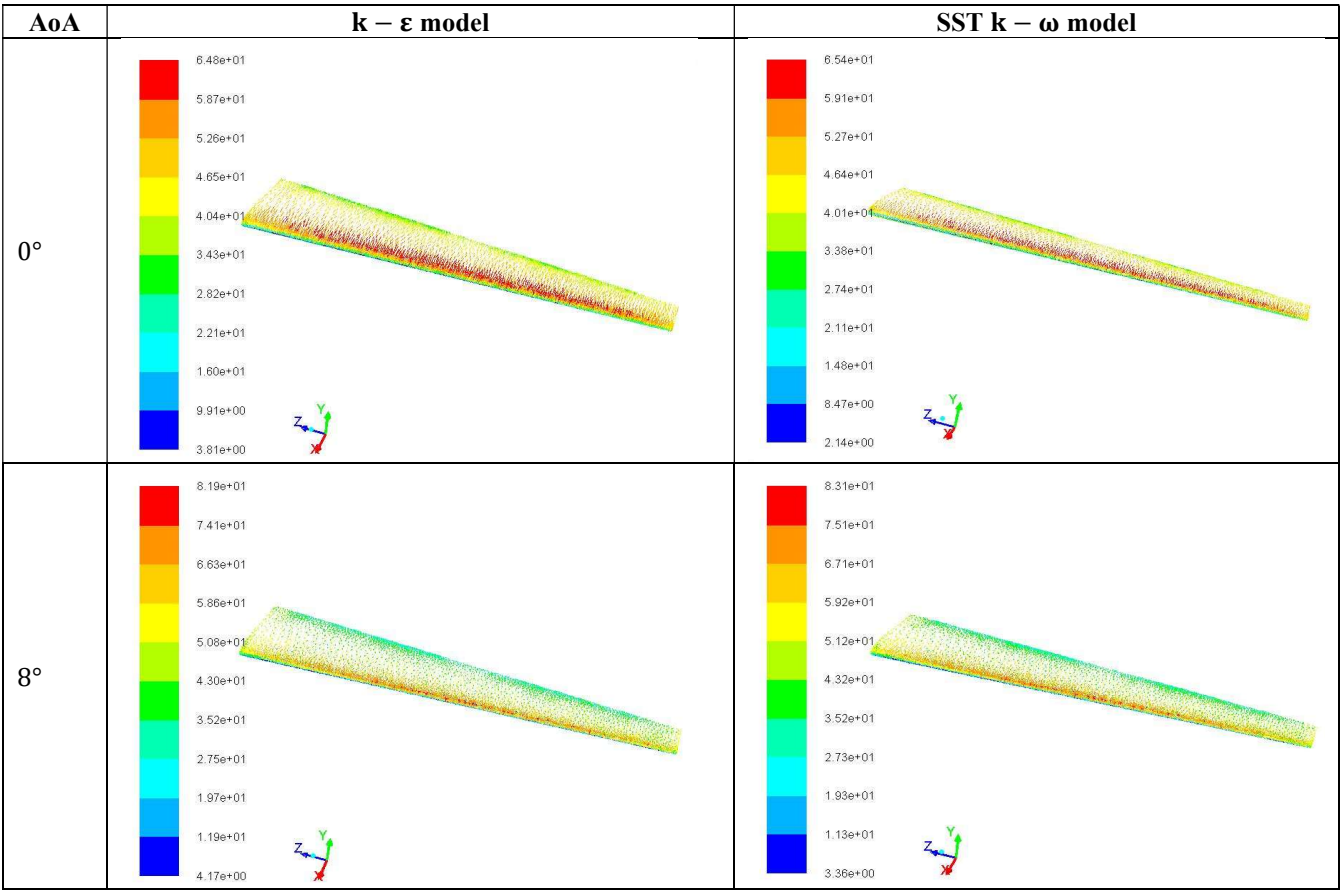 AoA
k − ε model
SST k − ω model
0°
6.48e+01
5.87e+01
5.26e+01
4.65e+01
4.04e+01
3.43e+01
2.82e+01
2.21e+01
1.60e+01
9.91e+00
3.81e+00
Y
Z
X
6.54e+01
5.91e+01
5.27e+01
4.64e+01
4.01e+01
3.38e+01
2.74e+01
2.11e+01
1.48e+01
8.47e+00
2.14e+00
Y
Z
X
8°
8.19e+01
7.41e+01
6.63e+01
5.86e+01
5.08e+01
4.30e+01
3.52e+01
2.75e+01
1.97e+01
1.19e+01
4.17e+00
Y
Z
X
8.31e+01
7.51e+01
6.71e+01
5.92e+01
5.12e+01
4.32e+01
3.52e+01
2.73e+01
1.93e+01
1.13e+01
3.36e+00
Y
Z
X